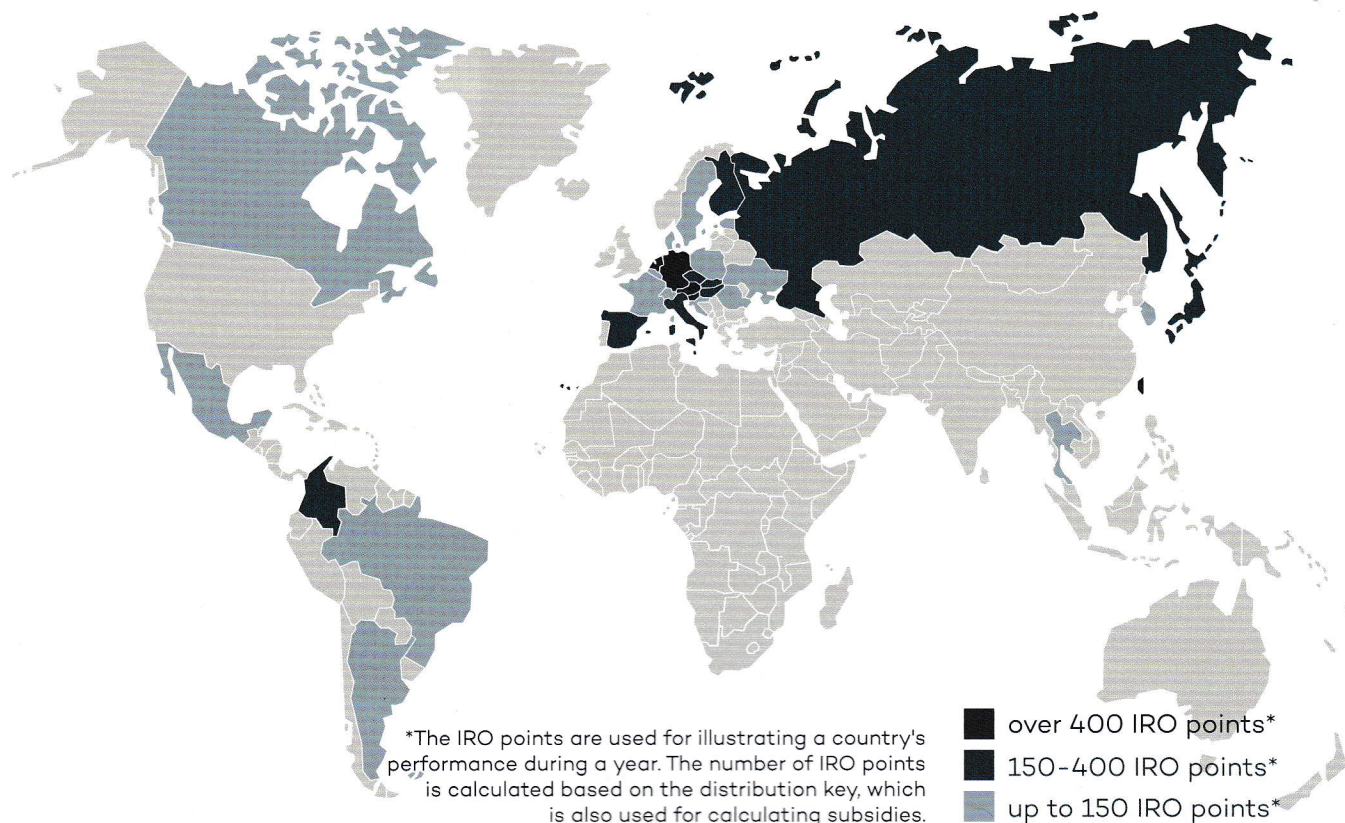 *The IRO points are used for illustrating a country's
performance during a year. The number of IRO points
is calculated based on the distribution key, which
is also used for calculating subsidies.
over 400 IRO points*
150-400 IRO points*
up to 150 IRO points*